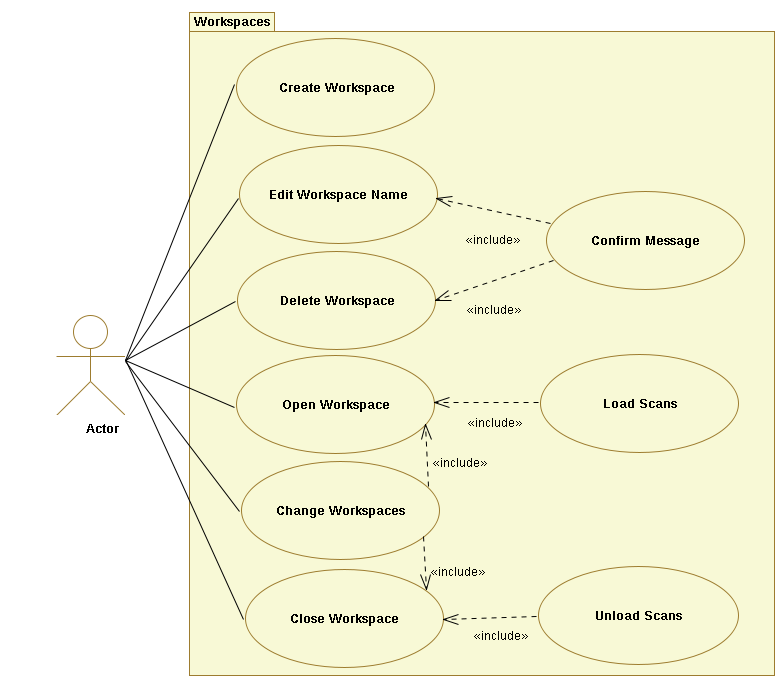 Workspaces
Create Workspace
Edit Workspace Name
«include»
Confirm Message
Delete Workspace
«include»
Actor
Open Workspace
«include»
Load Scans
«include»
Change Workspaces
«include»
Close Workspace
«include»
Unload Scans